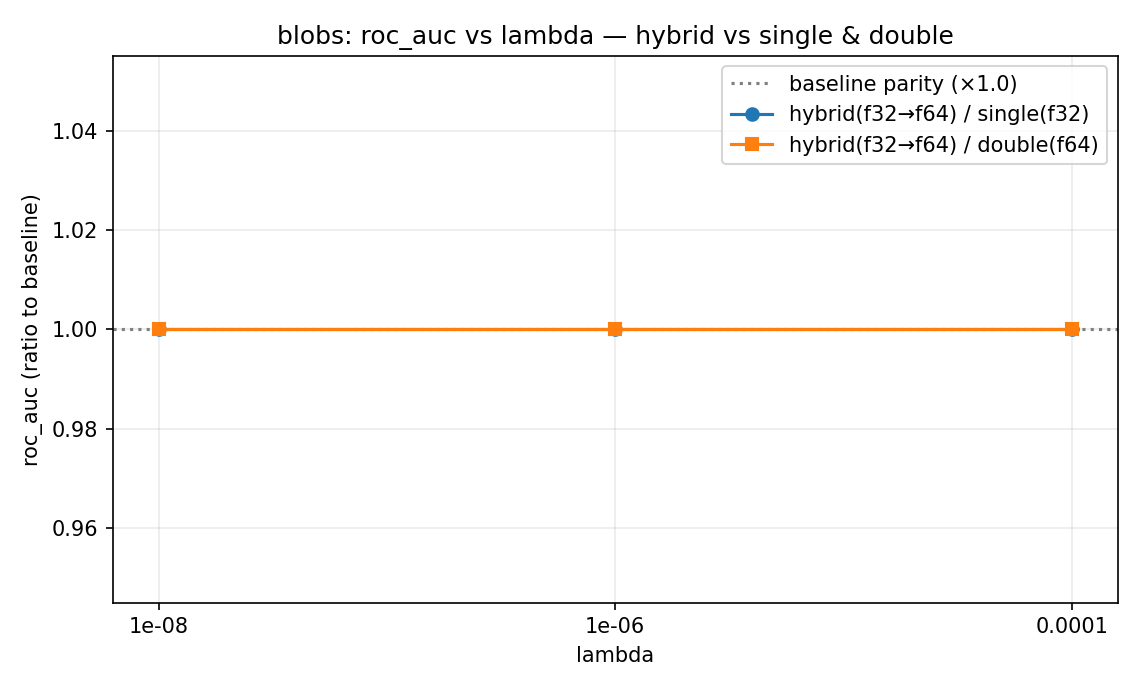 blobs: roc_auc vs lambda — hybrid vs single & double
baseline parity (×1.0)
hybrid(f32→f64) / single(f32)
hybrid(f32→f64) / double(f64)
roc_auc (ratio to baseline)
1.04
1.02
1.00
0.98
0.96
1e-08
1e-06
0.0001
lambda